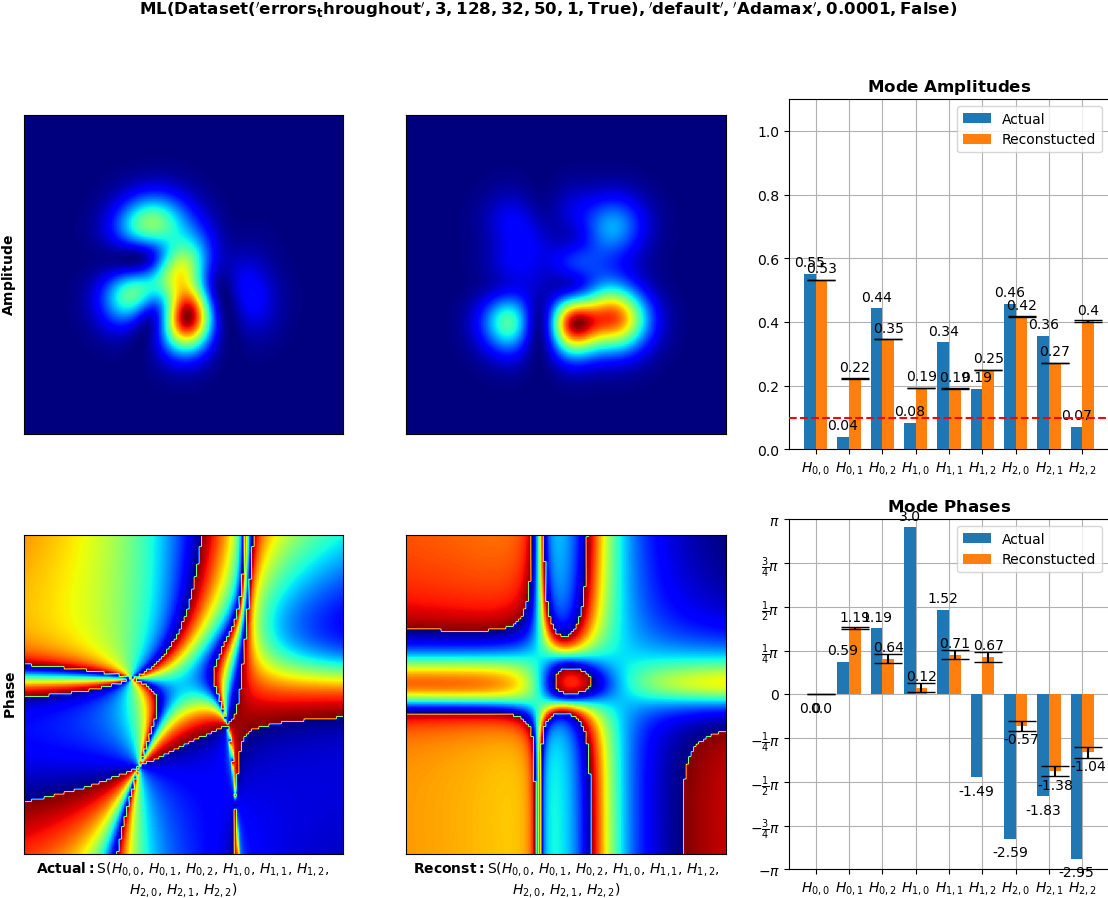 ML(Dataset('errors_throughout', 3, 128, 32, 50, 1, True), 'default', 'Adamax', 0.0001, False)
Amplitude
Mode Amplitudes
Actual
Reconstucted
1.0
0.8
0.6
0.4
0.2
0.0
0.55
0.53
0.04
0.22
0.44
0.35
0.08
0.19
0.34
0.19
0.19
0.25
0.46
0.42
0.36
0.27
0.07
0.4
H0,0 H0,1 H0,2 H1,0 H1,1 H1,2 H2,0 H2,1 H2,2
Phase
Mode Phases
Actual
Reconstucted
π
3/4π
1/2π
1/4π
0
−1/4π
−1/2π
−3/4π
−π
0.0
0.0
0.59
1.19
1.19
0.64
3.0
0.12
1.52
0.71
-1.49
0.67
-2.59
-0.57
-1.83
-1.38
-2.95
-1.04
H0,0 H0,1 H0,2 H1,0 H1,1 H1,2 H2,0 H2,1 H2,2
Actual: S(H0,0, H0,1, H0,2, H1,0, H1,1, H1,2,
H2,0, H2,1, H2,2)
Reconst: S(H0,0, H0,1, H0,2, H1,0, H1,1, H1,2,
H2,0, H2,1, H2,2)